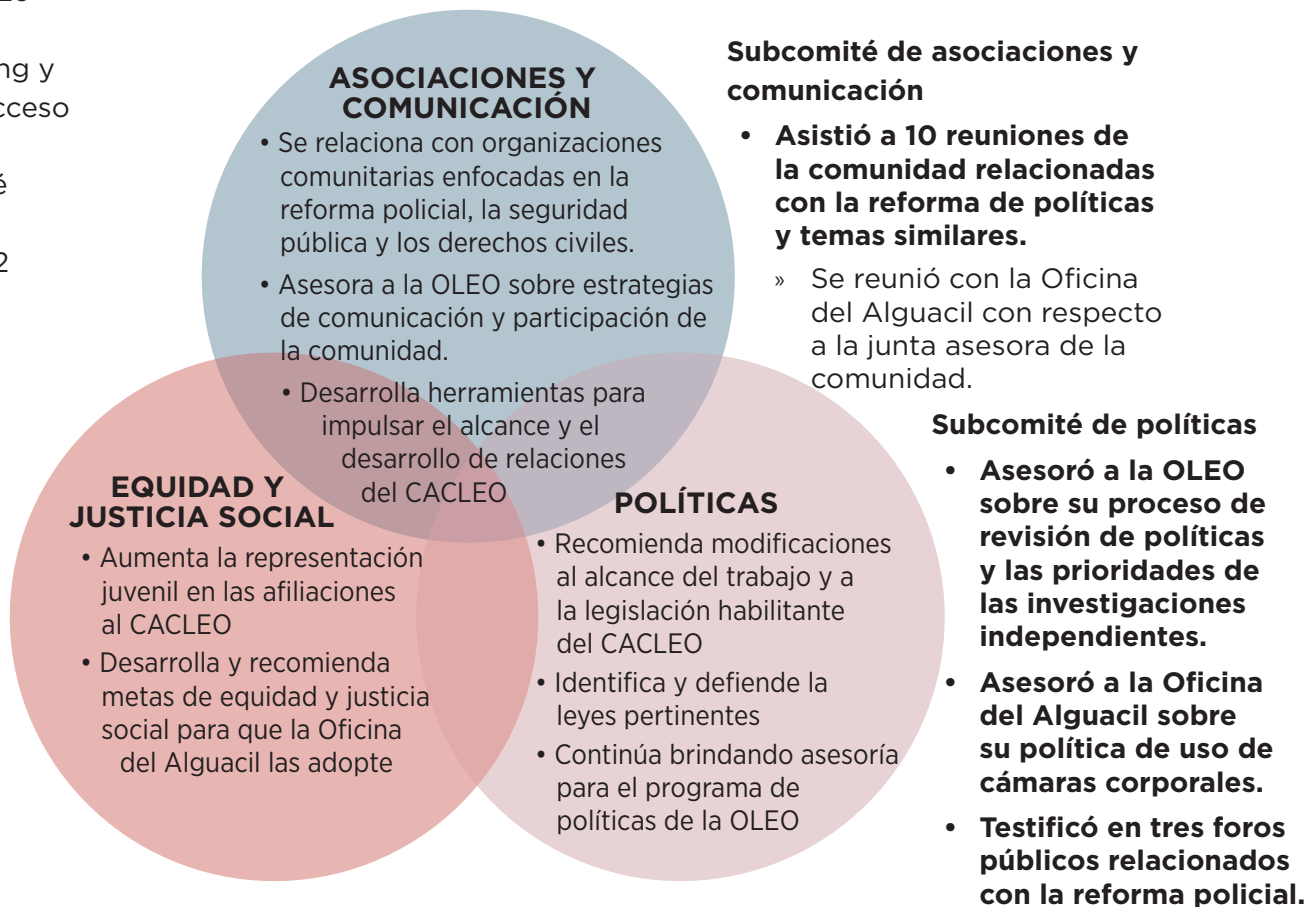 ng y
cceso
é
2
ASOCIACIONES Y
COMUNICACIÓN
• Se relaciona con organizaciones
comunitarias enfocadas en la
reforma policial, la seguridad
pública y los derechos civiles.
• Asesora a la OLEO sobre estrategias
de comunicación y participación de
la comunidad.
• Desarrolla herramientas para
impulsar el alcance y el
desarrollo de relaciones
del CACLEO
EQUIDAD Y
JUSTICIA SOCIAL
• Aumenta la representación
juvenil en las afiliaciones
al CACLEO
• Desarrolla y recomienda
metas de equidad y justicia
social para que la Oficina
del Alguacil las adopte
POLÍTICAS
• Recomienda modificaciones
al alcance del trabajo y a
la legislación habilitante
del CACLEO
• Identifica y defiende la
leyes pertinentes
• Continúa brindando asesoría
para el programa de
políticas de la OLEO
Subcomité de asociaciones y
comunicación
• Asistió a 10 reuniones de
la comunidad relacionadas
con la reforma de políticas
y temas similares.
» Se reunió con la Oficina
del Alguacil con respecto
a la junta asesora de la
comunidad.
Subcomité de políticas
• Asesoró a la OLEO
sobre su proceso de
revisión de políticas
y las prioridades de
las investigaciones
independientes.
• Asesoró a la Oficina
del Alguacil sobre
su política de uso de
cámaras corporales.
• Testificó en tres foros
públicos relacionados
con la reforma policial.